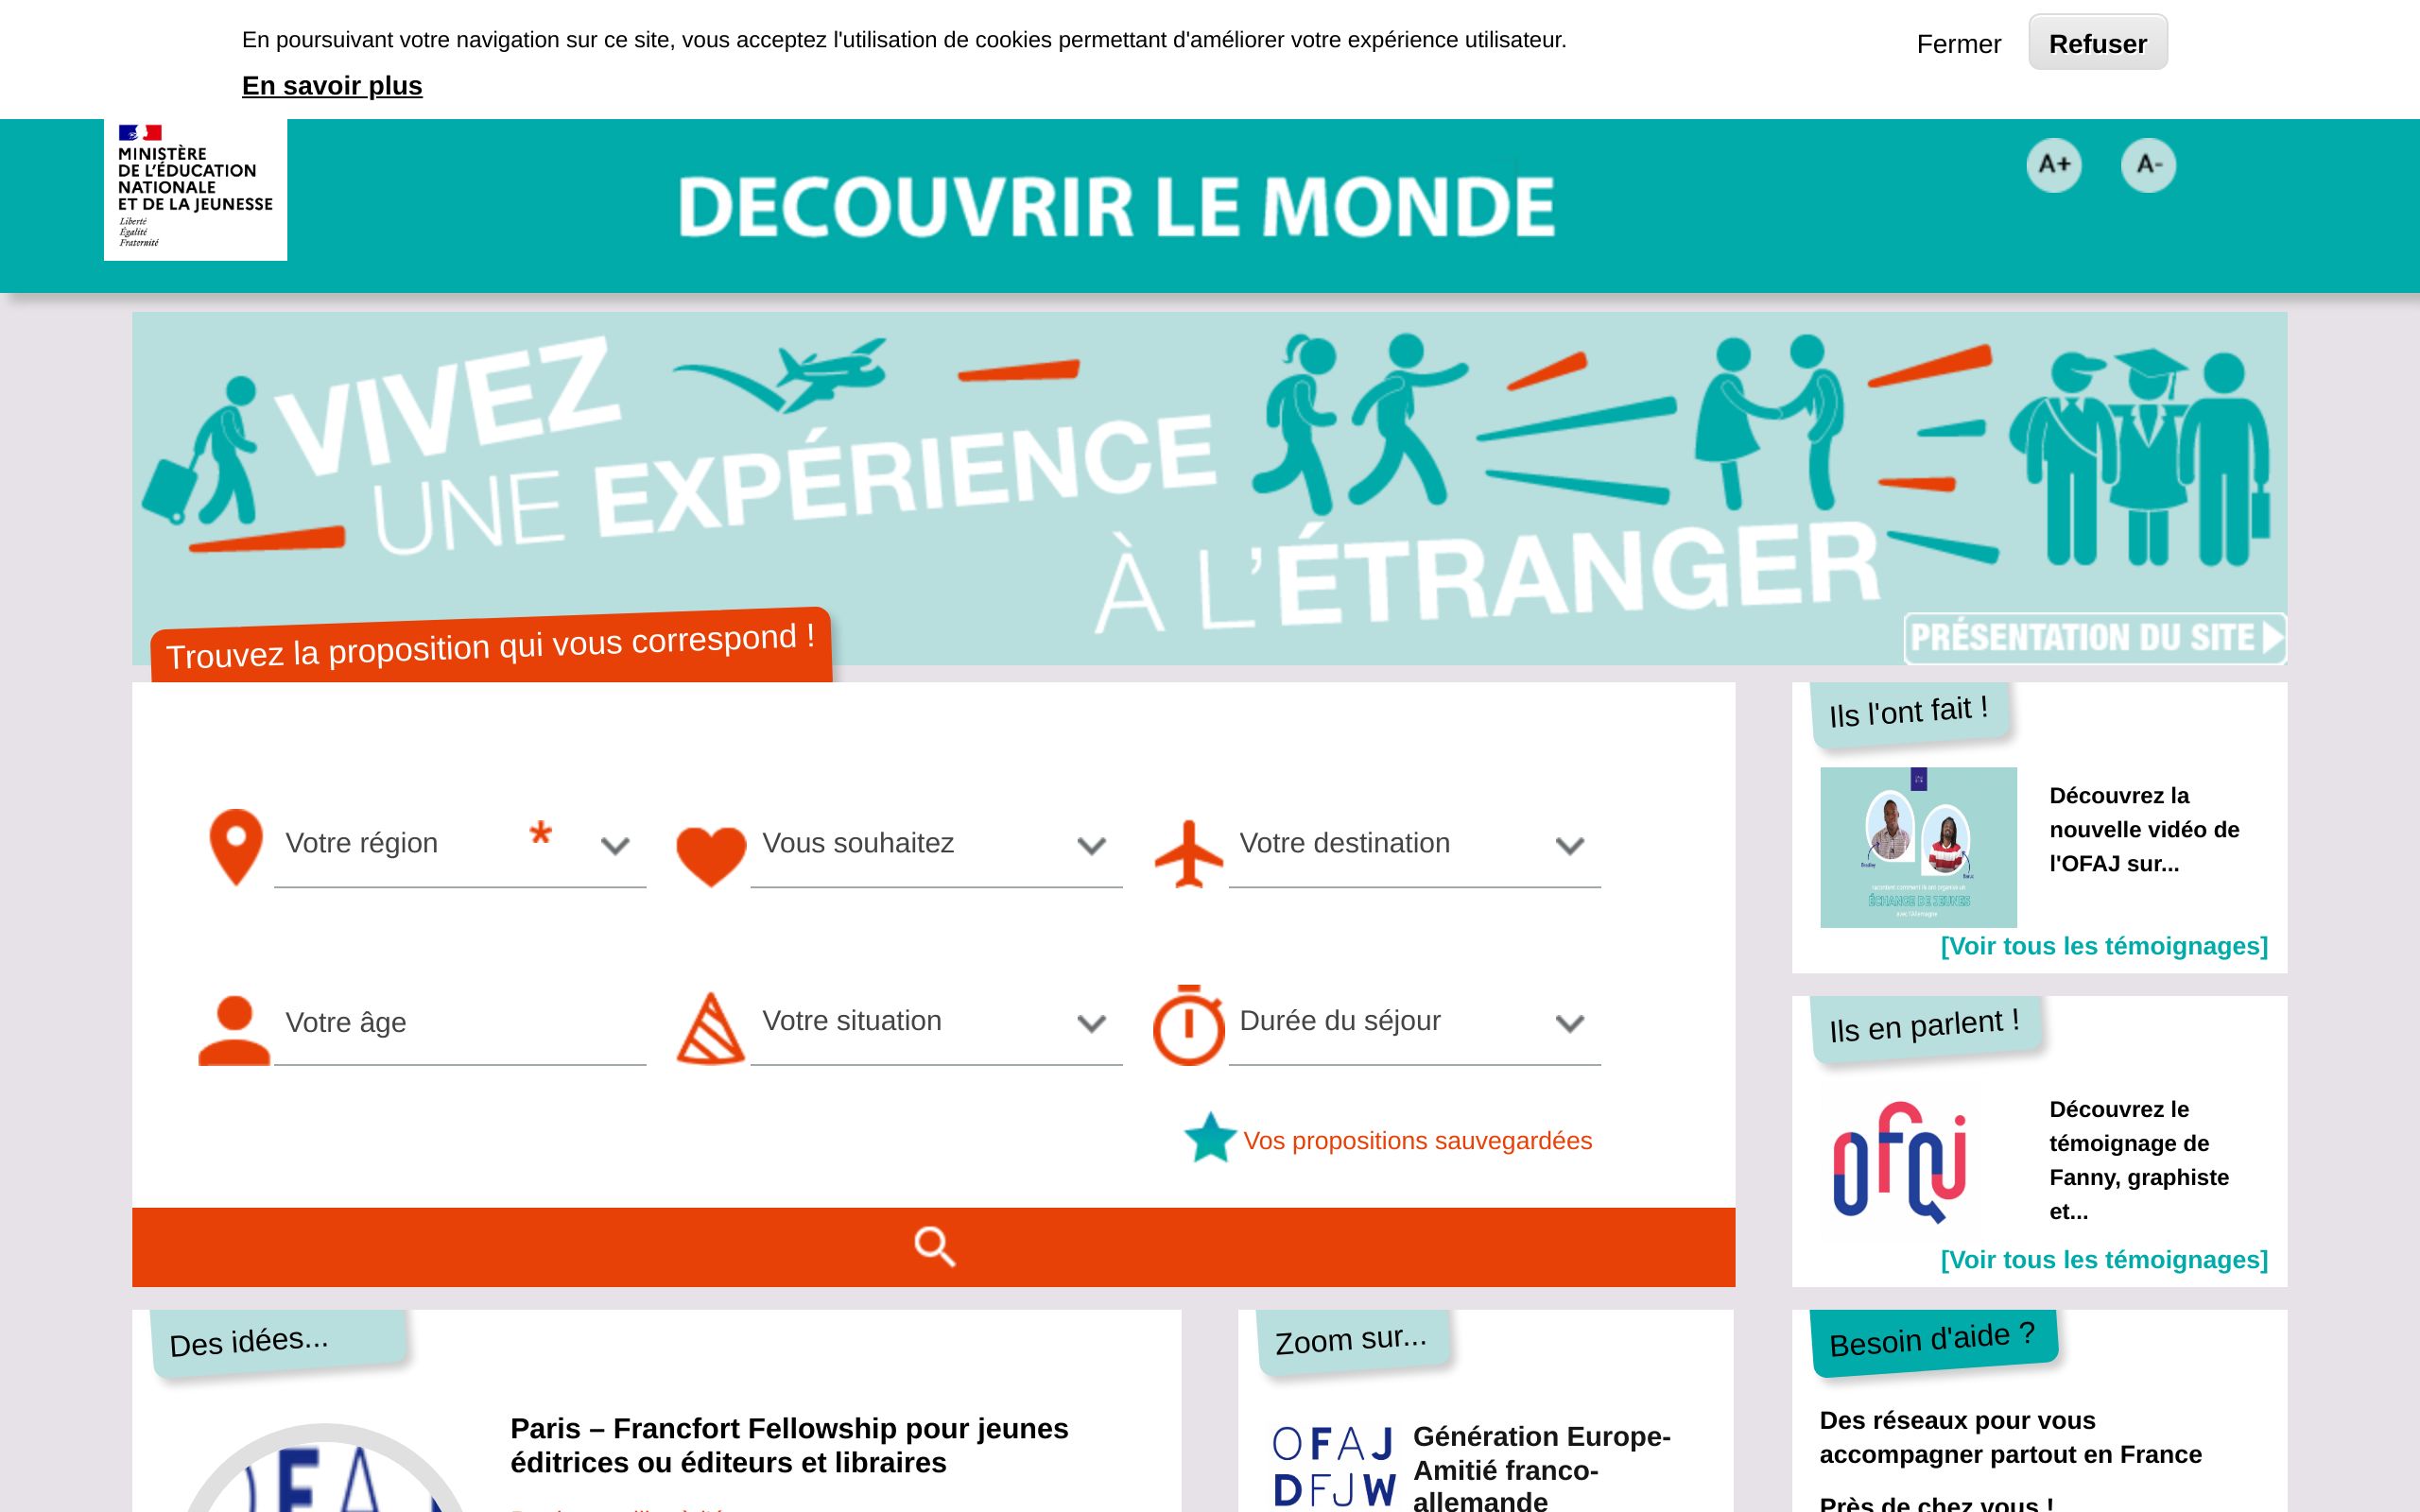 En poursuivant votre navigation sur ce site, vous acceptez l'utilisation de cookies permettant d'améliorer votre expérience utilisateur.
En savoir plus
Fermer
Refuser
MINISTÈRE
DE L'ÉDUCATION
NATIONALE
ET DE LA JEUNESSE
Liberté
Égalité
Fraternité
DECOUVRIR LE MONDE
A+
A-
VIVEZ
UNE EXPÉRIENCE
À L'ÉTRANGER
PRÉSENTATION DU SITE
Trouvez la proposition qui vous correspond !
Votre région *
Vous souhaitez
Votre destination
Votre âge
Votre situation
Durée du séjour
Vos propositions sauvegardées
Ils l'ont fait !
ÉCHANGE DE JEUNES
avec l'Allemagne
Découvrez la
nouvelle vidéo de
l'OFAJ sur...
[Voir tous les témoignages]
Ils en parlent !
ofqj
Découvrez le
témoignage de
Fanny, graphiste
et...
[Voir tous les témoignages]
Des idées...
Paris – Francfort Fellowship pour jeunes
éditrices ou éditeurs et libraires
Zoom sur...
OFAJ
DFJW
Génération Europe-
Amitié franco-
allemande
Besoin d'aide ?
Des réseaux pour vous
accompagner partout en France
Près de chez vous !